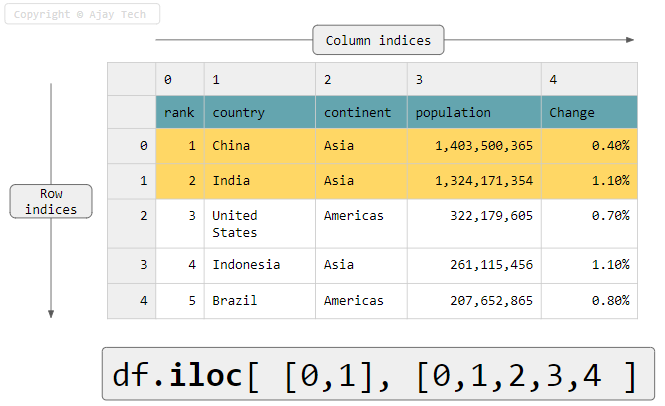 Copyright © Ajay Tech
Column indices
0 1 2 3 4
rank country continent population Change
0 1 China Asia 1,403,500,365 0.40%
1 2 India Asia 1,324,171,354 1.10%
Row
indices
2 3 United Americas 322,179,605 0.70%
States
3 4 Indonesia Asia 261,115,456 1.10%
4 5 Brazil Americas 207,652,865 0.80%
df.iloc[ [0,1], [0,1,2,3,4 ]